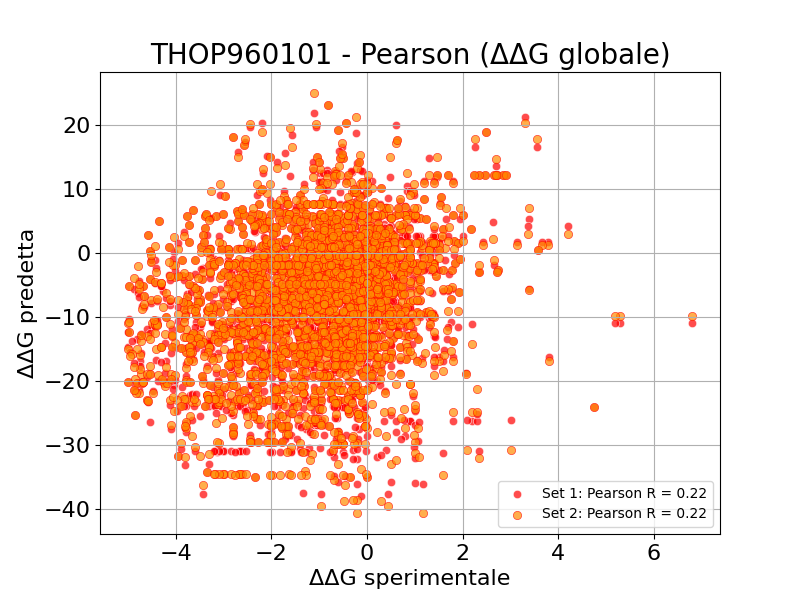 THOP960101 - Pearson (ΔΔG globale)
ΔΔG predetta
20
10
0
−10
−20
−30
−40
−4
−2
0
2
4
6
ΔΔG sperimentale
Set 1: Pearson R = 0.22
Set 2: Pearson R = 0.22